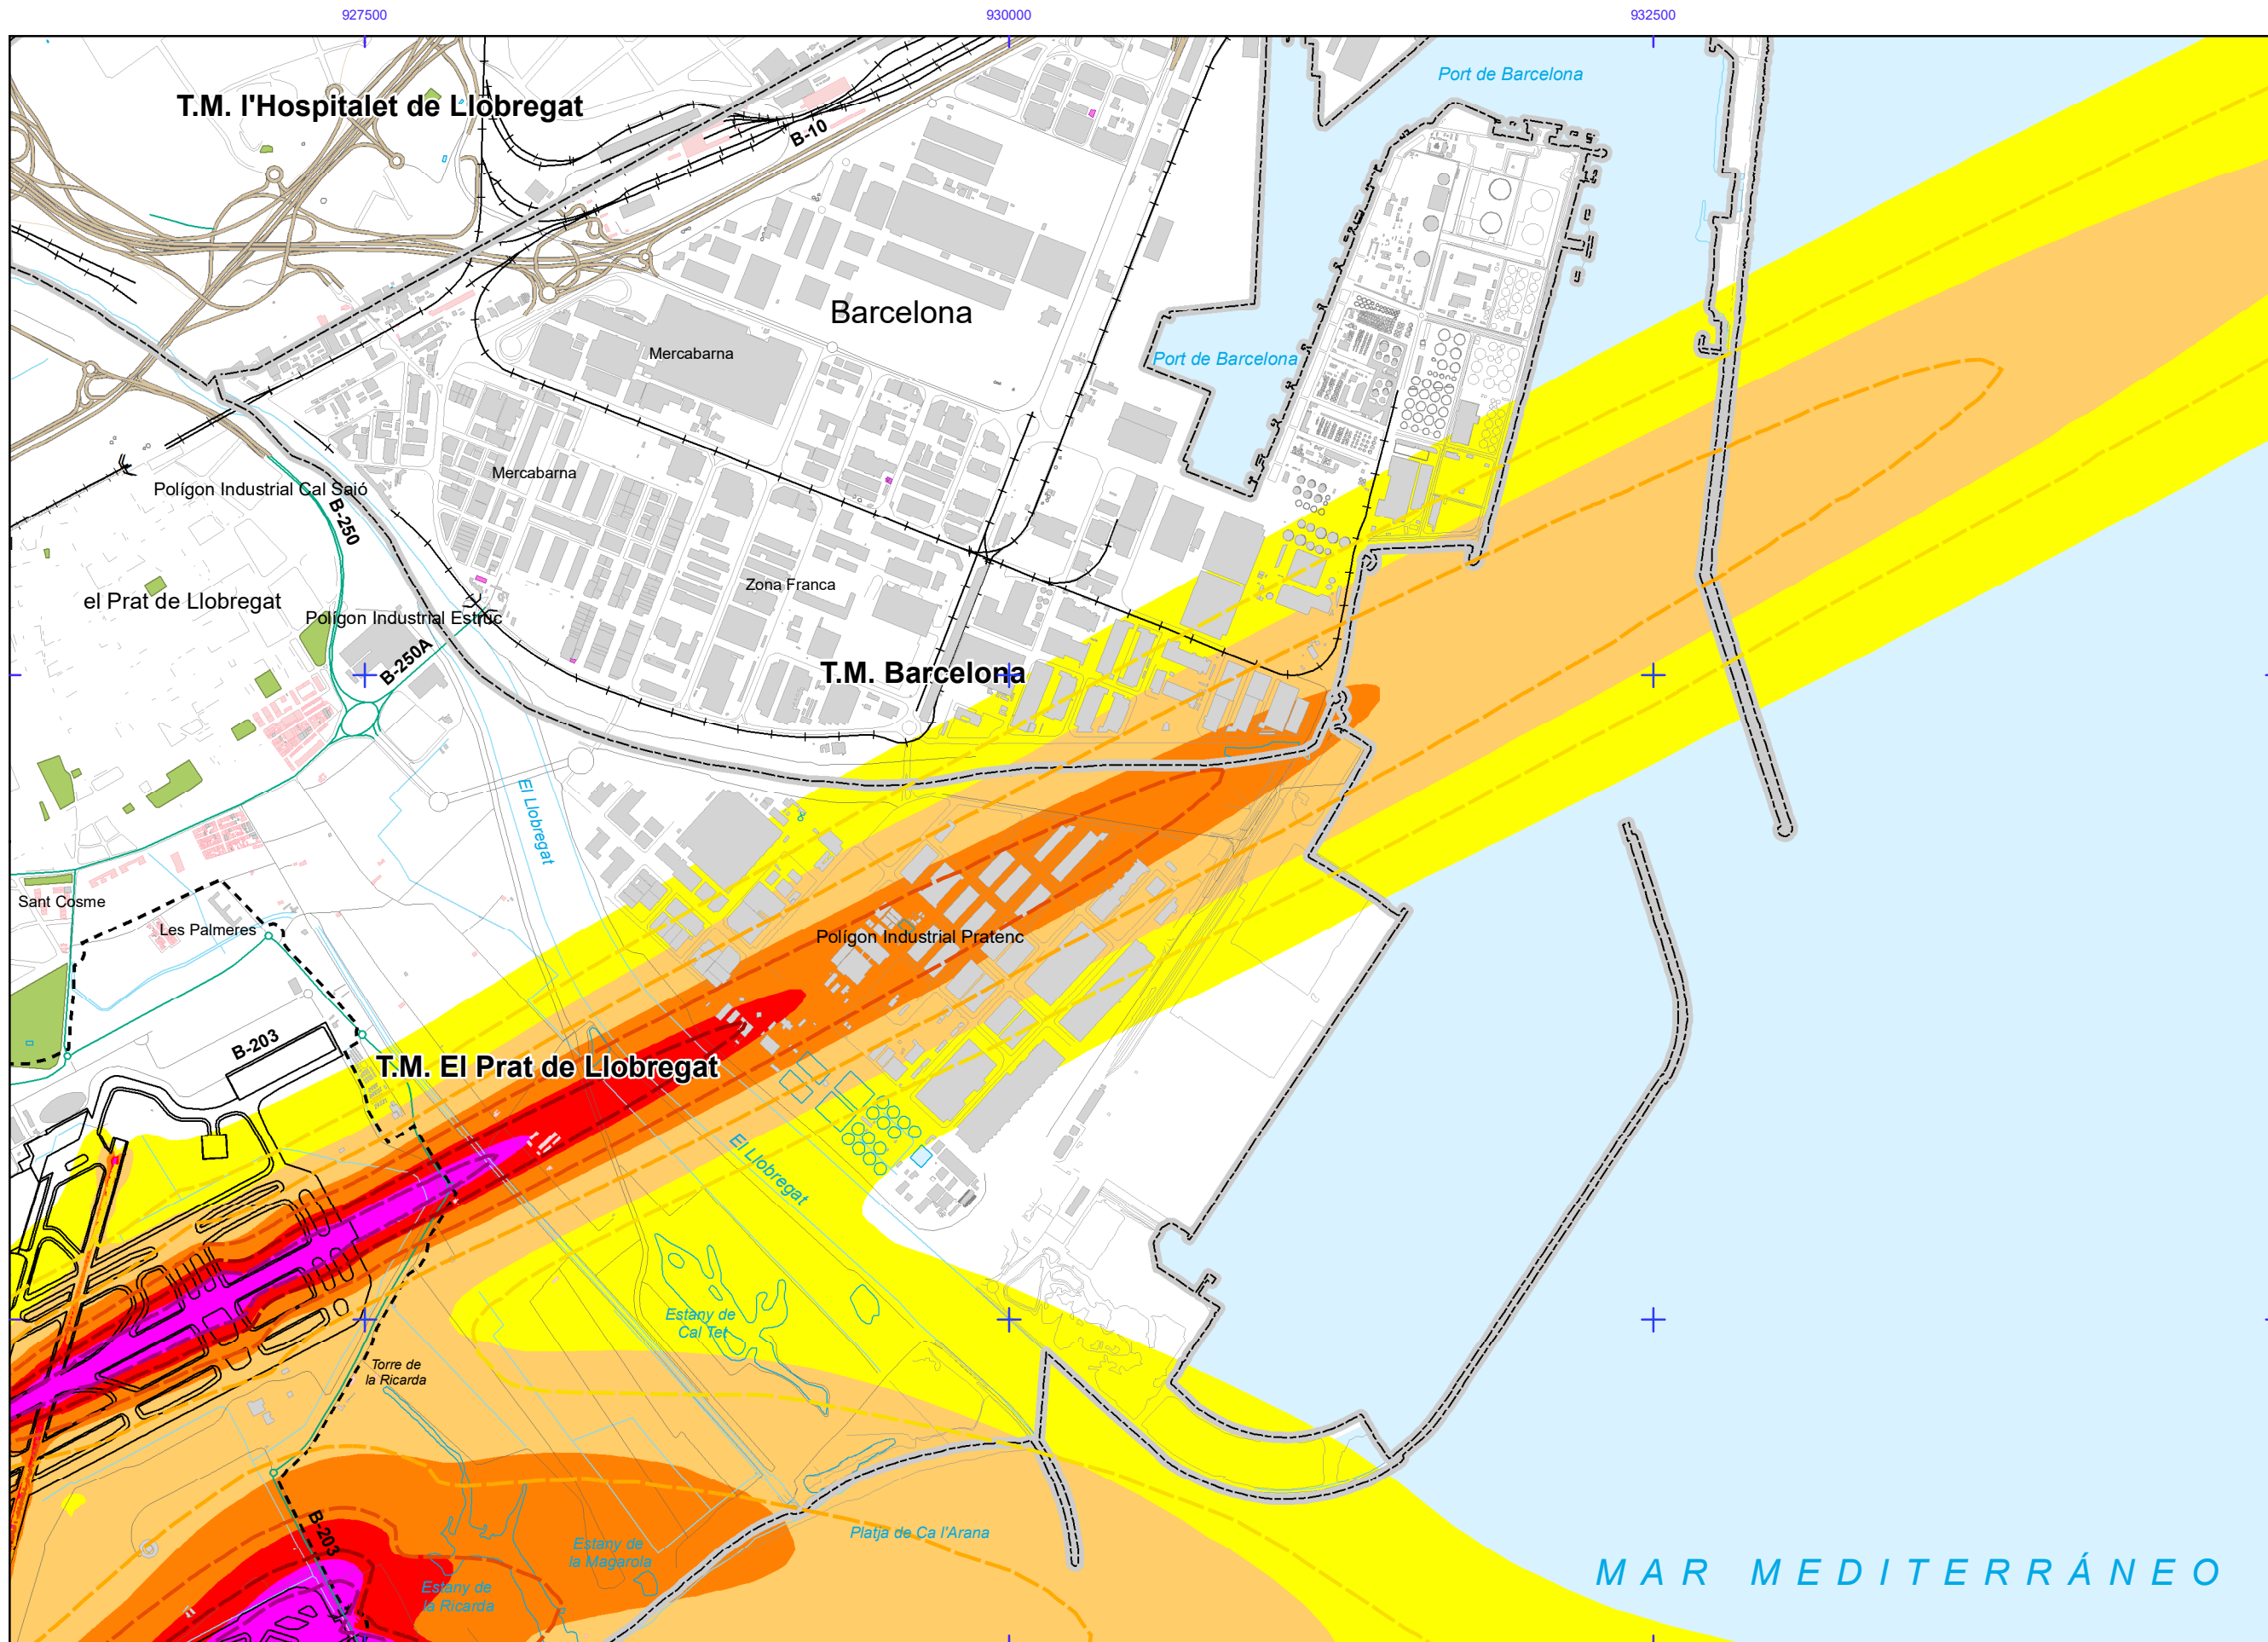 927500
930000
932500
Port de Barcelona
T.M. l'Hospitalet de Llobregat
B-10
Barcelona
Mercabarna
Port de Barcelona
Mercabarna
Polígon Industrial Cal Saió
B-250
Zona Franca
el Prat de Llobregat
Polígon Industrial Estruc
B-250A
T.M. Barcelona
El Llobregat
Sant Cosme
Les Palmeres
Polígon Industrial Pratenc
B-203
T.M. El Prat de Llobregat
El Llobregat
Estany de
Cal Tet
Torre de
la Ricarda
B-203
Platja de Ca l'Arana
Estany de
la Magarola
MAR MEDITERRÁNEO
Estany de
la Ricarda